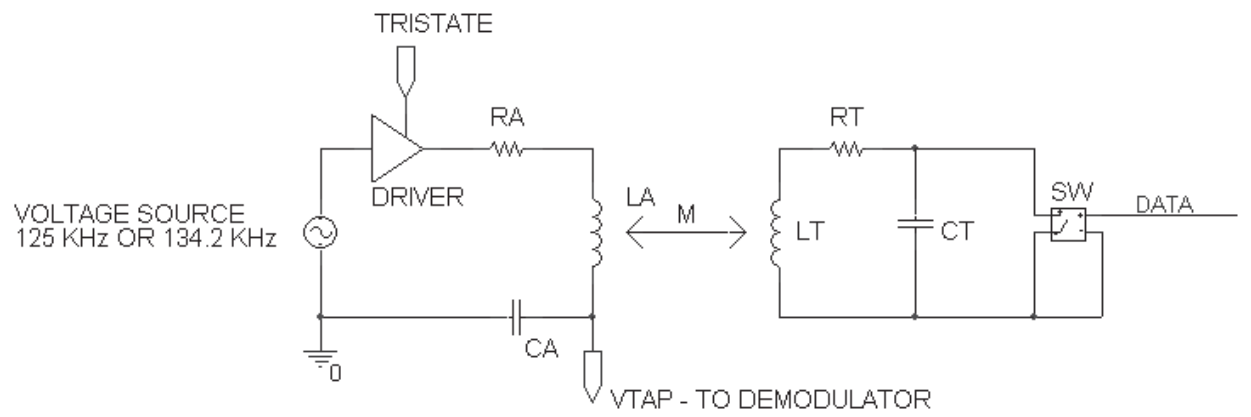 TRISTATE
RA
RT
DRIVER
LA
M
LT
CT
SW
DATA
VOLTAGE SOURCE
125 KHz OR 134.2 KHz
CA
0
VTAP - TO DEMODULATOR